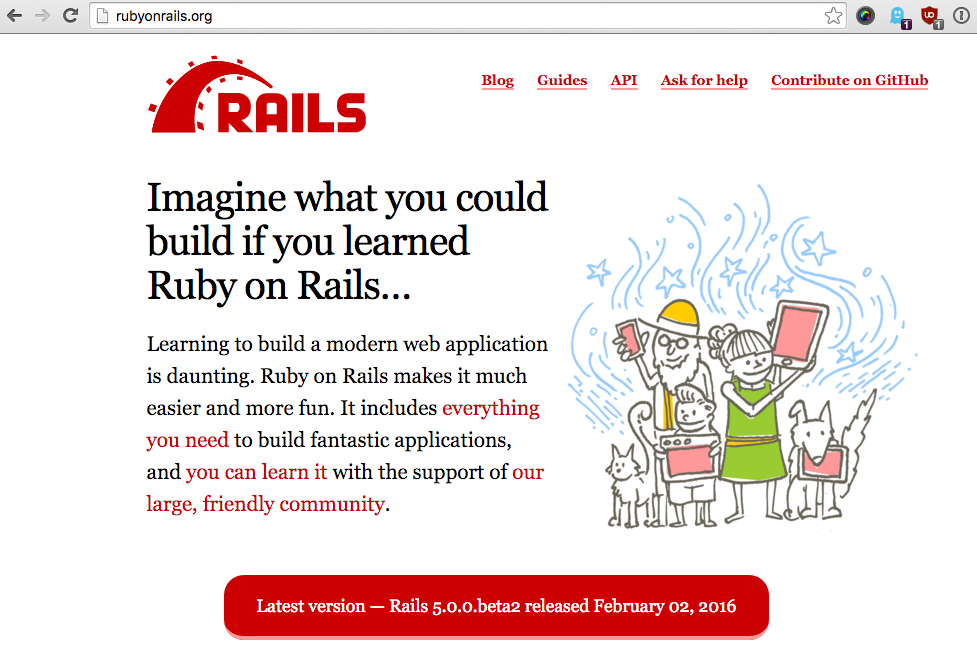 rubyonrails.org
1
1
RAILS
Blog Guides API Ask for help Contribute on GitHub
Imagine what you could
build if you learned
Ruby on Rails…
Learning to build a modern web application
is daunting. Ruby on Rails makes it much
easier and more fun. It includes everything
you need to build fantastic applications,
and you can learn it with the support of our
large, friendly community.
Latest version — Rails 5.0.0.beta2 released February 02, 2016